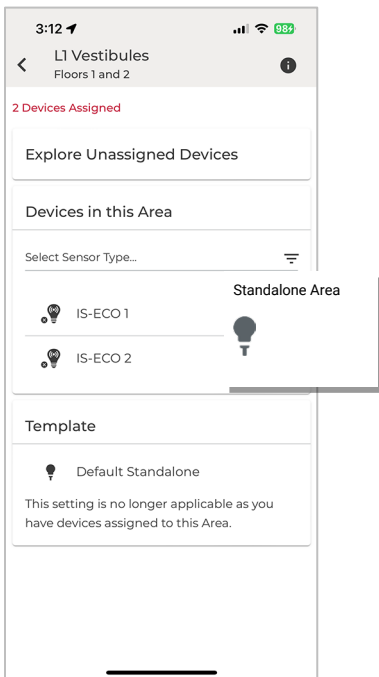 3:12
98
L1 Vestibules
Floors 1 and 2
2 Devices Assigned
Explore Unassigned Devices
Devices in this Area
Select Sensor Type...
Standalone Area
IS-ECO 1
IS-ECO 2
Template
Default Standalone
This setting is no longer applicable as you
have devices assigned to this Area.